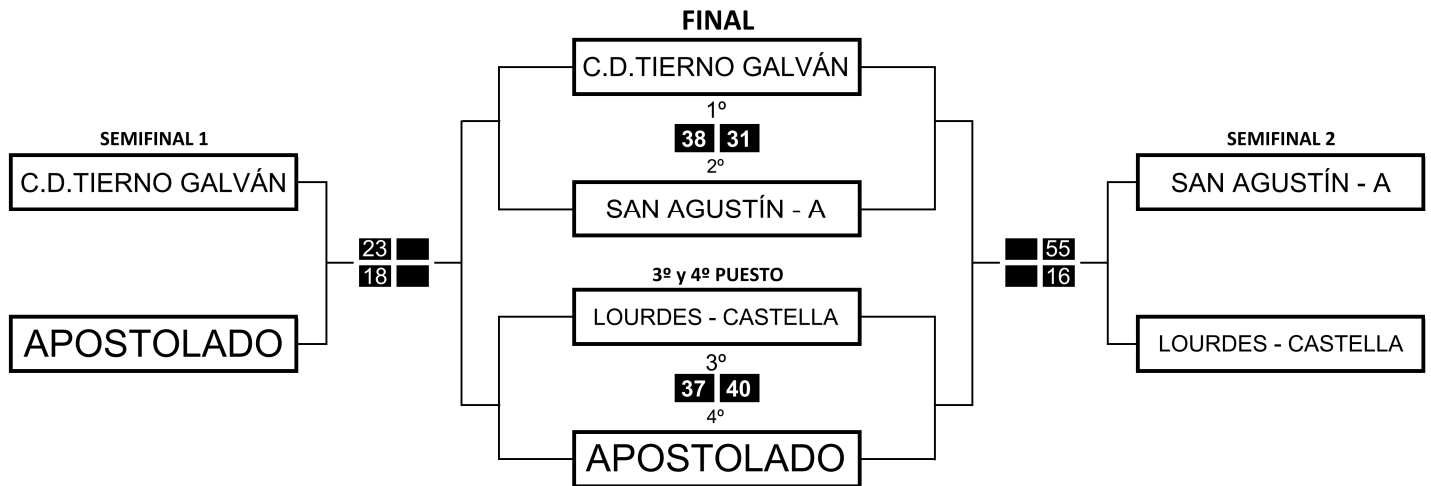 FINAL
C.D.TIERNO GALVÁN
1º
38 31
2º
SAN AGUSTÍN - A
SEMIFINAL 1
C.D.TIERNO GALVÁN
23
18
APOSTOLADO
3º y 4º PUESTO
LOURDES - CASTELLA
3º
37 40
4º
APOSTOLADO
SEMIFINAL 2
SAN AGUSTÍN - A
55
16
LOURDES - CASTELLA